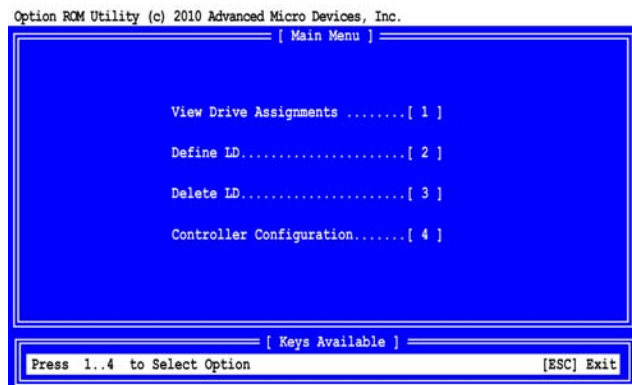 Option ROM Utility (c) 2010 Advanced Micro Devices, Inc.
[ Main Menu ]
View Drive Assignments ........[ 1 ]
Define LD......................[ 2 ]
Delete LD......................[ 3 ]
Controller Configuration.......[ 4 ]
[ Keys Available ]
Press 1..4 to Select Option [ESC] Exit